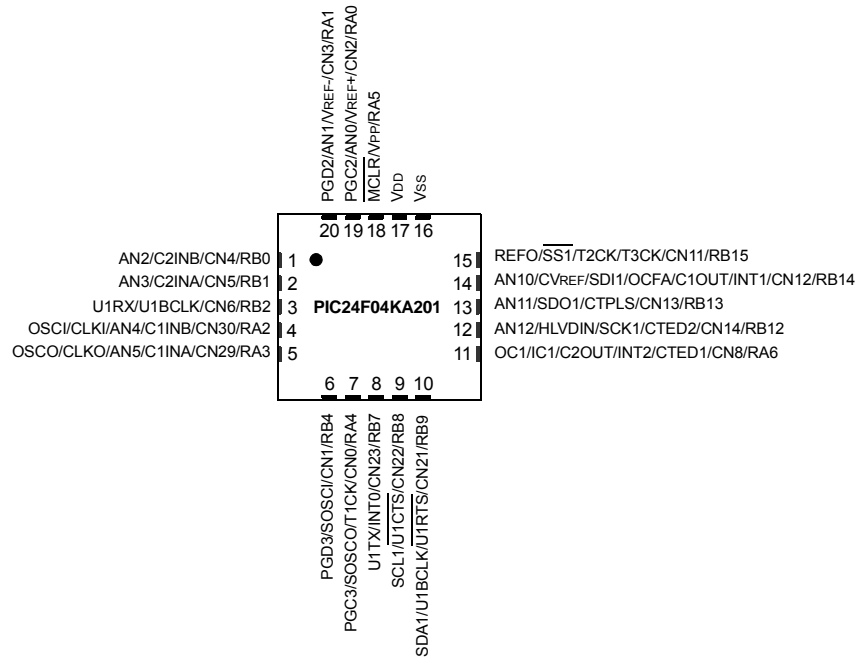 PGD2/AN1/VREF-/CN3/RA1
PGC2/AN0/VREF+/CN2/RA0
MCLR/VPP/RA5
VDD
VSS
20 19 18 17 16
AN2/C2INB/CN4/RB0 1
AN3/C2INA/CN5/RB1 2
U1RX/U1BCLK/CN6/RB2 3
OSCI/CLKI/AN4/C1INB/CN30/RA2 4
OSCO/CLKO/AN5/C1INA/CN29/RA3 5
PIC24F04KA201
15 REFO/SS1/T2CK/T3CK/CN11/RB15
14 AN10/CVREF/SDI1/OCFA/C1OUT/INT1/CN12/RB14
13 AN11/SDO1/CTPLS/CN13/RB13
12 AN12/HLVDIN/SCK1/CTED2/CN14/RB12
11 OC1/IC1/C2OUT/INT2/CTED1/CN8/RA6
6 7 8 9 10
PGD3/SOSCI/CN1/RB4
PGC3/SOSCO/T1CK/CN0/RA4
U1TX/INT0/CN23/RB7
SCL1/U1CTS/CN22/RB8
SDA1/U1BCLK/U1RTS/CN21/RB9